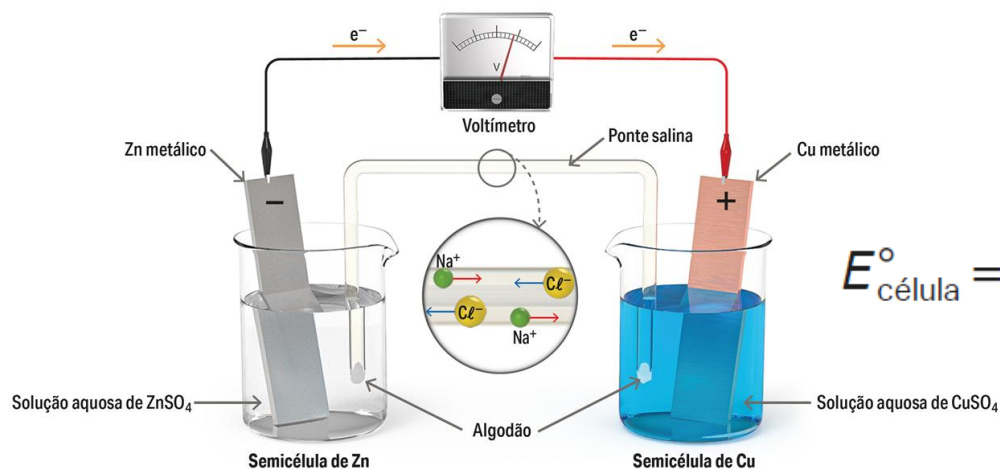 e⁻
e⁻
V
Voltímetro
Ponte salina
Zn metálico
Cu metálico
−
+
Na⁺
Cℓ⁻
Cℓ⁻
Na⁺
E°célula =
Solução aquosa de ZnSO₄
Solução aquosa de CuSO₄
Algodão
Semicélula de Zn
Semicélula de Cu